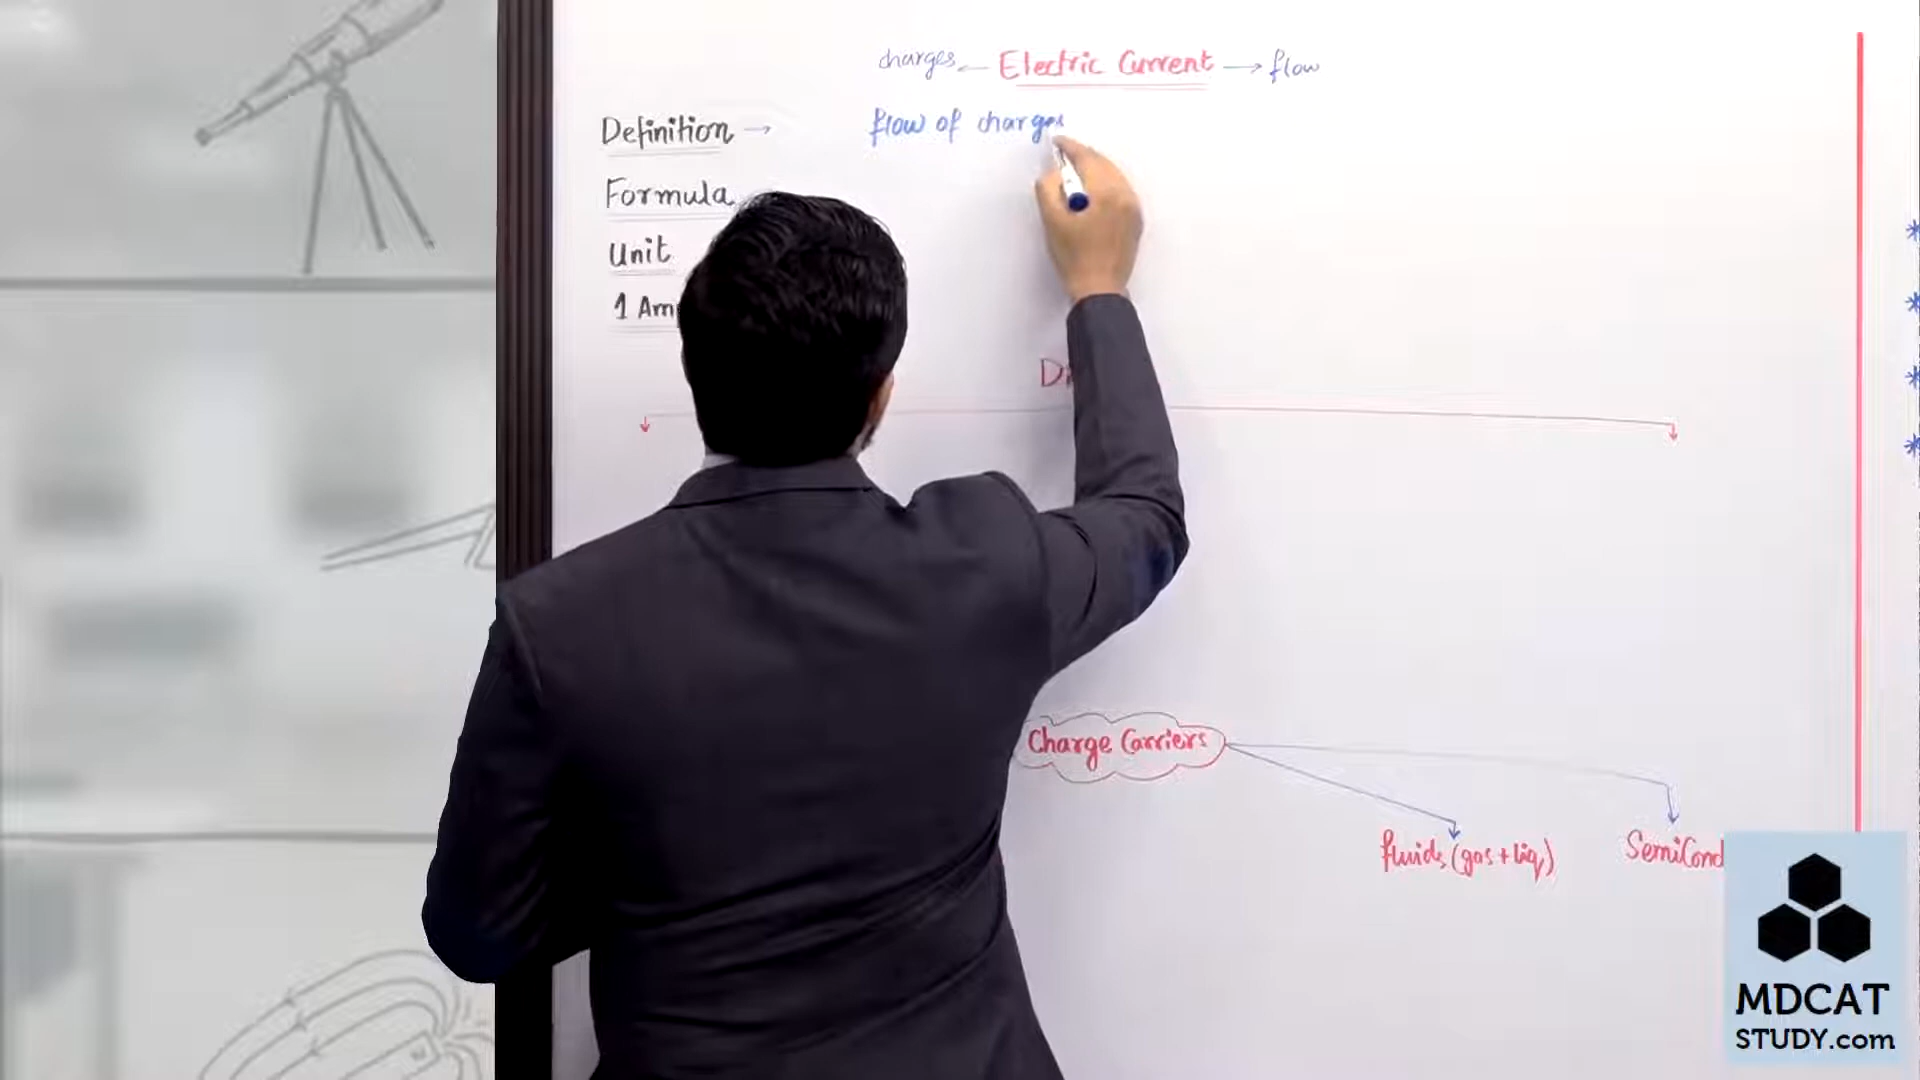 charges ← Electric Current → flow
Definition → flow of charges
Formula
Unit
1 Am
D
Charge Carriers
fluids (gas + liq)
SemiCond
MDCAT
STUDY.com